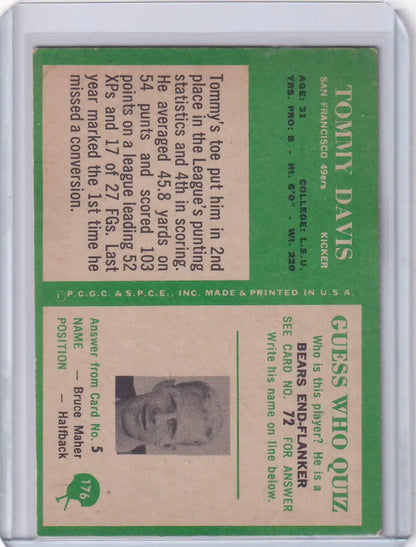 TOMMY DAVIS
SAN FRANCISCO 49ers KICKER
AGE: 31 COLLEGE: L.S.U.
YRS. PRO: 8 - Ht. 6'0" - Wt. 220
Tommy's toe put him in 2nd
place in the League's punting
statistics and 4th in scoring.
He averaged 45.8 yards on
54 punts and scored 103
points on a league leading 52
XPs and 17 of 27 FGs. Last
year marked the 1st time he
missed a conversion.
©P.C.G.C. & S.P.C.E., INC. MADE & PRINTED IN U.S.A.
GUESS WHO QUIZ
Who is this player? He is a
BEARS END-FLANKER
SEE CARD NO. 72 FOR ANSWER
Write his name on line below.
Answer from Card No. 5
NAME — Bruce Maher
POSITION — Halfback
176